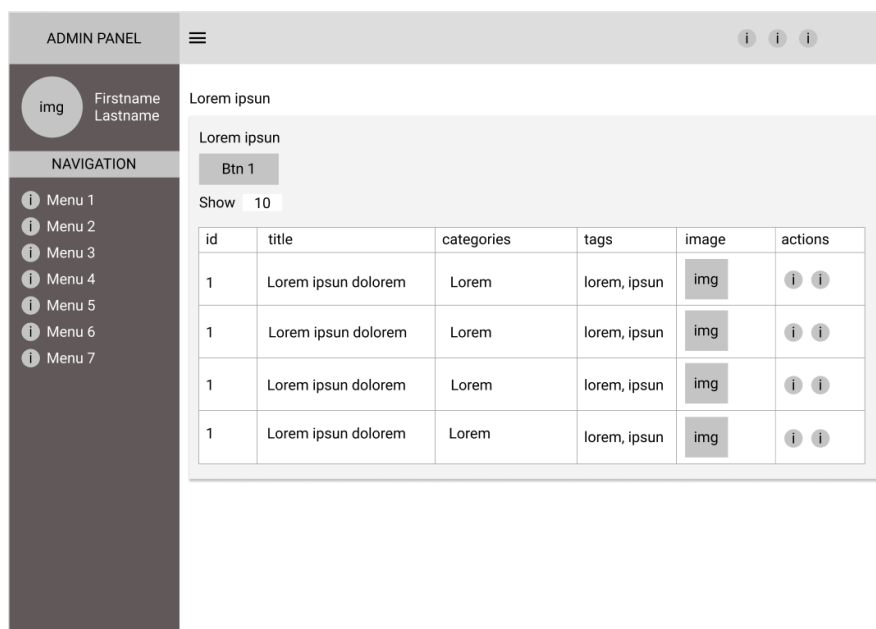 ADMIN PANEL
i i i
img
Firstname
Lastname
NAVIGATION
i Menu 1
i Menu 2
i Menu 3
i Menu 4
i Menu 5
i Menu 6
i Menu 7
Lorem ipsun
Lorem ipsun
Btn 1
Show 10
id title categories tags image actions
1 Lorem ipsun dolorem Lorem lorem, ipsun img i i
1 Lorem ipsun dolorem Lorem lorem, ipsun img i i
1 Lorem ipsun dolorem Lorem lorem, ipsun img i i
1 Lorem ipsun dolorem Lorem lorem, ipsun img i i